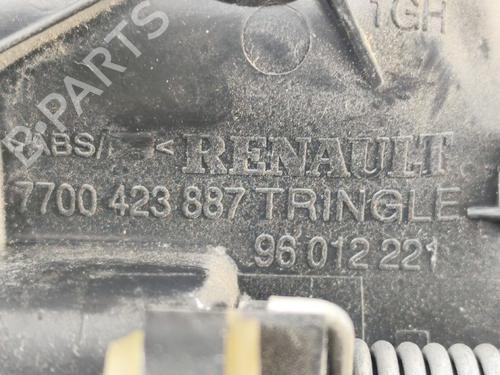 1GH
>ABS/ < RENAULT
7700 423 887 TRINGLE
96 012 221
B-PARTS